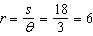 r = s/θ = 18/3 = 6